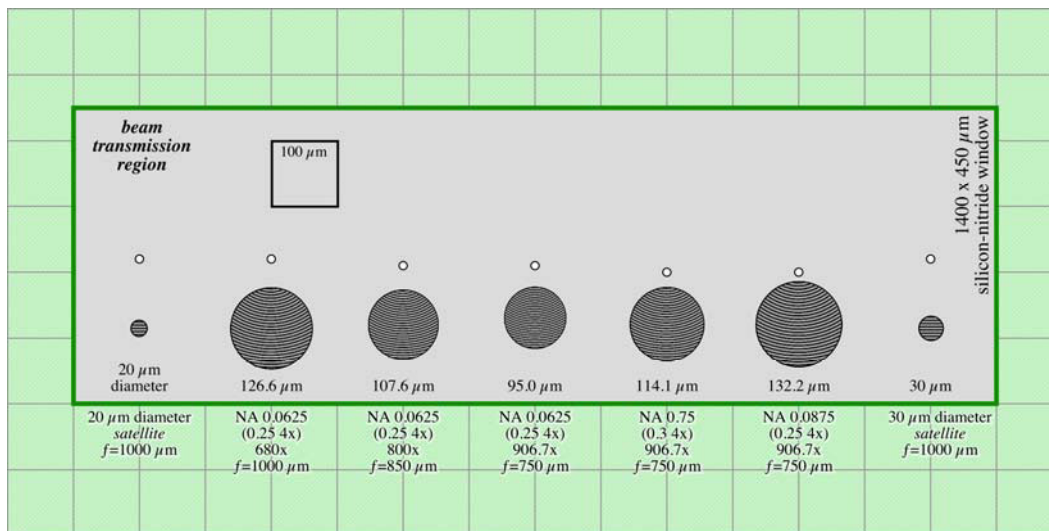 beam
transmission
region
100 µm
1400 x 450 µm
silicon-nitride window
20 µm
diameter
126.6 µm
107.6 µm
95.0 µm
114.1 µm
132.2 µm
30 µm
20 µm diameter
satellite
f=1000 µm
NA 0.0625
(0.25 4x)
680x
f=1000 µm
NA 0.0625
(0.25 4x)
800x
f=850 µm
NA 0.0625
(0.25 4x)
906.7x
f=750 µm
NA 0.75
(0.3 4x)
906.7x
f=750 µm
NA 0.0875
(0.25 4x)
906.7x
f=750 µm
30 µm diameter
satellite
f=1000 µm